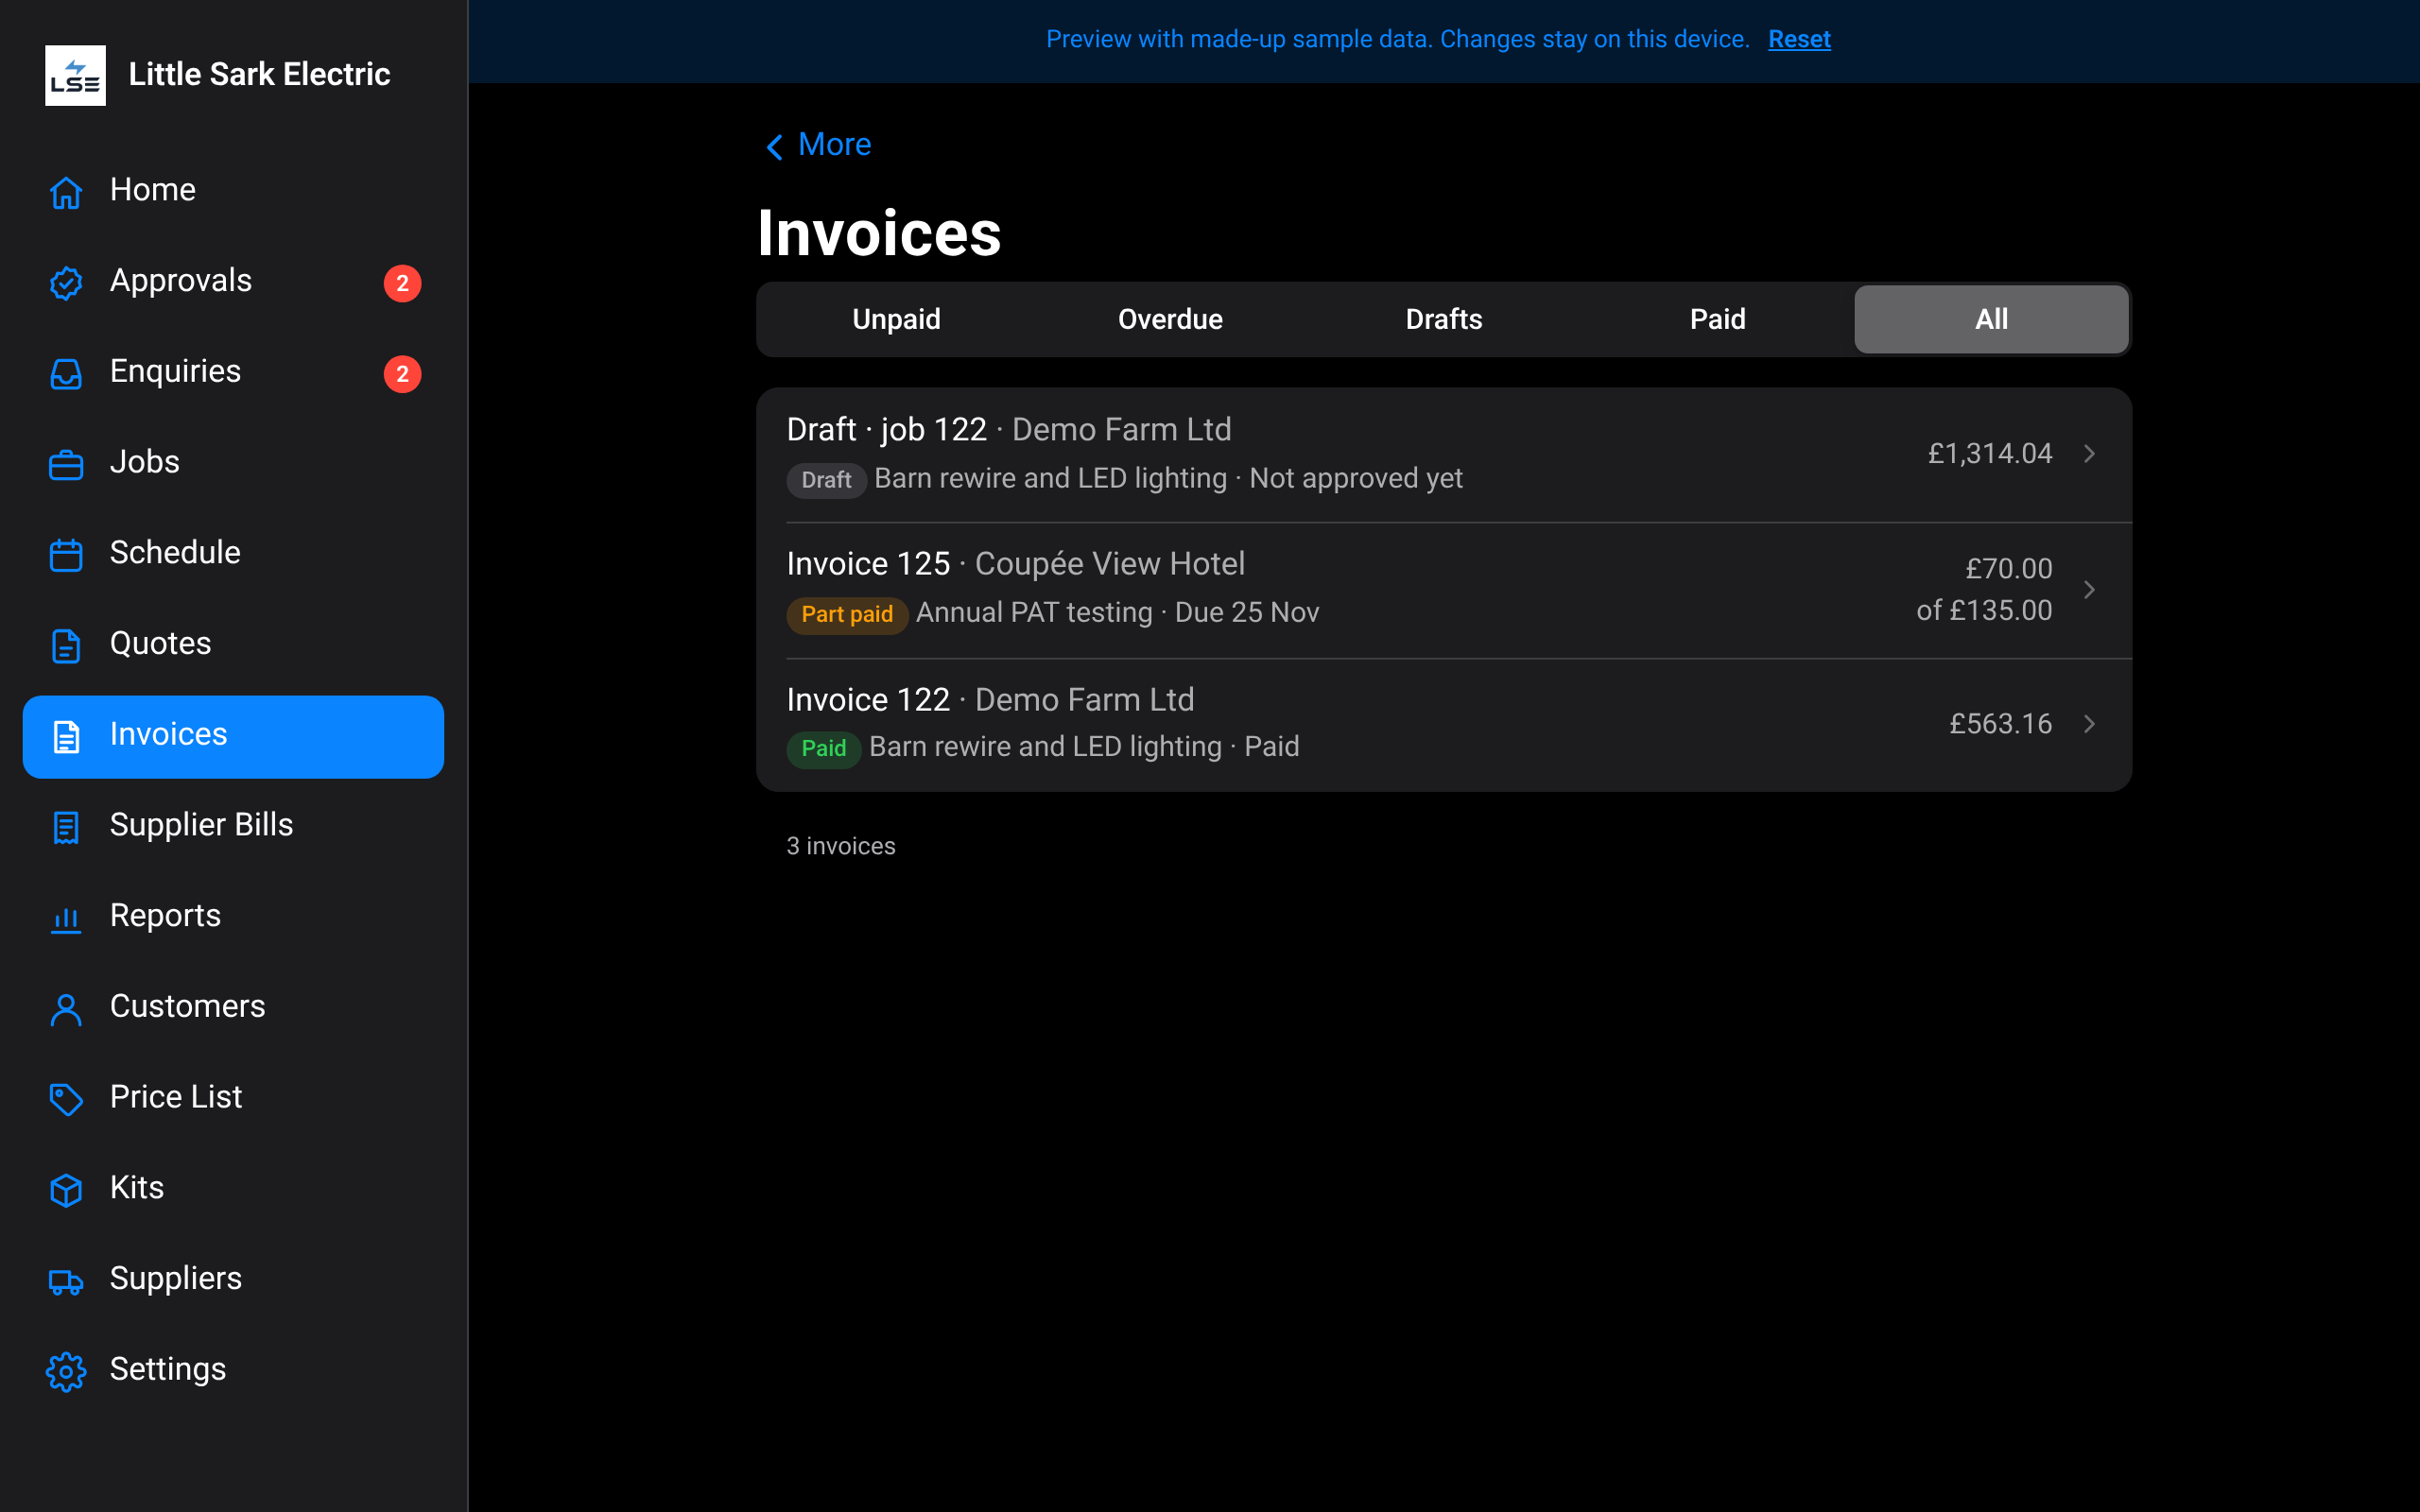 LSE
Little Sark Electric
Home
Approvals 2
Enquiries 2
Jobs
Schedule
Quotes
Invoices
Supplier Bills
Reports
Customers
Price List
Kits
Suppliers
Settings
Preview with made-up sample data. Changes stay on this device. Reset
More
Invoices
Unpaid Overdue Drafts Paid All
Draft · job 122 · Demo Farm Ltd
Draft Barn rewire and LED lighting · Not approved yet
£1,314.04
Invoice 125 · Coupée View Hotel
Part paid Annual PAT testing · Due 25 Nov
£70.00
of £135.00
Invoice 122 · Demo Farm Ltd
Paid Barn rewire and LED lighting · Paid
£563.16
3 invoices